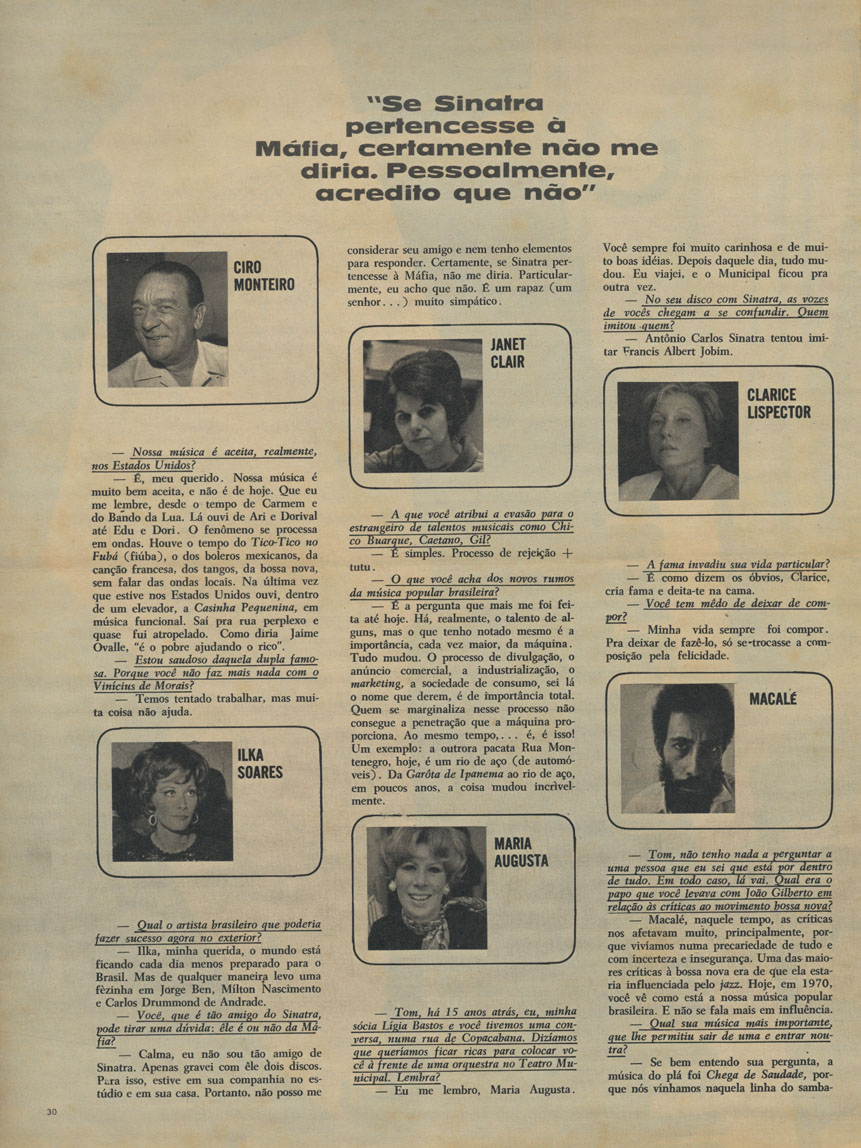 "Se Sinatra
pertencesse à
Máfia, certamente não me
diria. Pessoalmente,
acredito que não"
CIRO
MONTEIRO
— Nossa música é aceita, realmente,
nos Estados Unidos?
— É, meu querido. Nossa música é
muito bem aceita, e não é de hoje. Que eu
me lembre, desde o tempo de Carmem e
do Bando da Lua. Lá ouvi de Ari e Dorival
até Edu e Dori. O fenômeno se processa
em ondas. Houve o tempo do Tico-Tico no
Fubá (fiúba), o dos boleros mexicanos, da
canção francesa, dos tangos, da bossa nova,
sem falar das ondas locais. Na última vez
que estive nos Estados Unidos ouvi, dentro
de um elevador, a Casinha Pequenina, em
música funcional. Saí pra rua perplexo e
quase fui atropelado. Como diria Jaime
Ovalle, "é o pobre ajudando o rico".
— Estou saudoso daquela dupla famo-
sa. Porque você não faz mais nada com o
Vinícius de Morais?
— Temos tentado trabalhar, mas mui-
ta coisa não ajuda.
ILKA
SOARES
— Qual o artista brasileiro que poderia
fazer sucesso agora no exterior?
— Ilka, minha querida, o mundo está
ficando cada dia menos preparado para o
Brasil. Mas de qualquer maneira levo uma
fèzinha em Jorge Ben, Milton Nascimento
e Carlos Drummond de Andrade.
— Você, que é tão amigo do Sinatra,
pode tirar uma dúvida: êle é ou não da Má-
fia?
— Calma, eu não sou tão amigo de
Sinatra. Apenas gravei com êle dois discos.
Para isso, estive em sua companhia no es-
túdio e em sua casa. Portanto, não posso me
considerar seu amigo e nem tenho elementos
para responder. Certamente, se Sinatra per-
tencesse à Máfia, não me diria. Particular-
mente, eu acho que não. É um rapaz (um
senhor...) muito simpático.
JANET
CLAIR
— A que você atribui a evasão para o
estrangeiro de talentos musicais como Chi-
co Buarque, Caetano, Gil?
— É simples. Processo de rejeição +
tutu.
— O que você acha dos novos rumos
da música popular brasileira?
— É a pergunta que mais me foi fei-
ta até hoje. Há, realmente, o talento de al-
guns, mas o que tenho notado mesmo é a
importância, cada vez maior, da máquina.
Tudo mudou. O processo de divulgação, o
anúncio comercial, a industrialização, o
marketing, a sociedade de consumo, sei lá
o nome que derem, é de importância total.
Quem se marginaliza nesse processo não
consegue a penetração que a máquina pro-
porciona. Ao mesmo tempo,... é, é isso!
Um exemplo: a outrora pacata Rua Mon-
tenegro, hoje, é um rio de aço (de automó-
veis). Da Garôta de Ipanema ao rio de aço,
em poucos anos, a coisa mudou incrìvel-
mente.
MARIA
AUGUSTA
— Tom, há 15 anos atrás, eu, minha
sócia Lígia Bastos e você tivemos uma con-
versa, numa rua de Copacabana. Dizíamos
que queríamos ficar ricas para colocar vo-
cê à frente de uma orquestra no Teatro Mu-
nicipal. Lembra?
— Eu me lembro, Maria Augusta.
Você sempre foi muito carinhosa e de mui-
to boas idéias. Depois daquele dia, tudo mu-
dou. Eu viajei, e o Municipal ficou pra
outra vez.
— No seu disco com Sinatra, as vozes
de vocês chegam a se confundir. Quem
imitou quem?
— Antônio Carlos Sinatra tentou imi-
tar Francis Albert Jobim.
CLARICE
LISPECTOR
— A fama invadiu sua vida particular?
— É como dizem os óbvios, Clarice,
cria fama e deita-te na cama.
— Você tem mêdo de deixar de com-
por?
— Minha vida sempre foi compor.
Pra deixar de fazê-lo, só se-trocasse a com-
posição pela felicidade.
MACALÉ
— Tom, não tenho nada a perguntar a
uma pessoa que eu sei que está por dentro
de tudo. Em todo caso, lá vai. Qual era o
papo que você levava com João Gilberto em
relação às críticas ao movimento bossa nova?
— Macalé, naquele tempo, as críticas
nos afetavam muito, principalmente, por-
que vivíamos numa precariedade de tudo e
com incerteza e insegurança. Uma das maio-
res críticas à bossa nova era de que ela esta-
ria influenciada pelo jazz. Hoje, em 1970,
você vê como está a nossa música popular
brasileira. E não se fala mais em influência.
— Qual sua música mais importante,
que lhe permitiu sair de uma e entrar nou-
tra?
— Se bem entendo sua pergunta, a
música do plá foi Chega de Saudade, por-
que nós vínhamos naquela linha do samba-
30